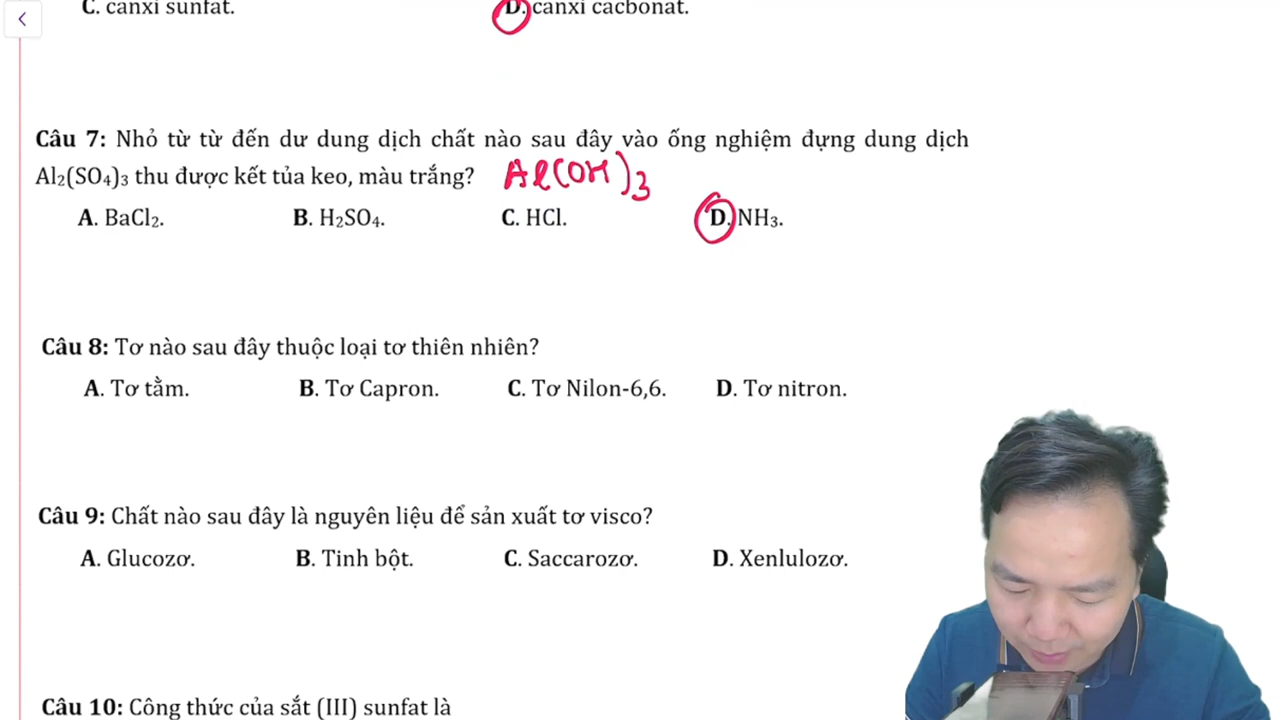 C. canxi sunfat. D. canxi cacbonat.
Câu 7: Nhỏ từ từ đến dư dung dịch chất nào sau đây vào ống nghiệm đựng dung dịch
Al₂(SO₄)₃ thu được kết tủa keo, màu trắng? Al(OH)₃
A. BaCl₂. B. H₂SO₄. C. HCl. D. NH₃.
Câu 8: Tơ nào sau đây thuộc loại tơ thiên nhiên?
A. Tơ tằm. B. Tơ Capron. C. Tơ Nilon-6,6. D. Tơ nitron.
Câu 9: Chất nào sau đây là nguyên liệu để sản xuất tơ visco?
A. Glucozơ. B. Tinh bột. C. Saccarozơ. D. Xenlulozơ.
Câu 10: Công thức của sắt (III) sunfat là